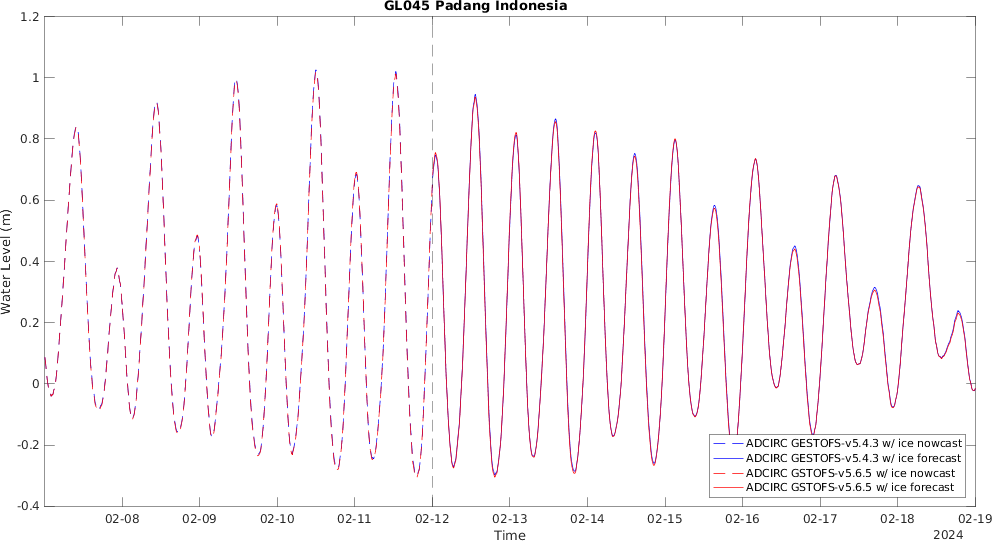 GL045 Padang Indonesia
1.2
1
0.8
0.6
0.4
0.2
0
-0.2
-0.4
Water Level (m)
ADCIRC GESTOFS-v5.4.3 w/ ice nowcast
ADCIRC GESTOFS-v5.4.3 w/ ice forecast
ADCIRC GSTOFS-v5.6.5 w/ ice nowcast
ADCIRC GSTOFS-v5.6.5 w/ ice forecast
02-08 02-09 02-10 02-11 02-12 02-13 02-14 02-15 02-16 02-17 02-18 02-19
Time
2024